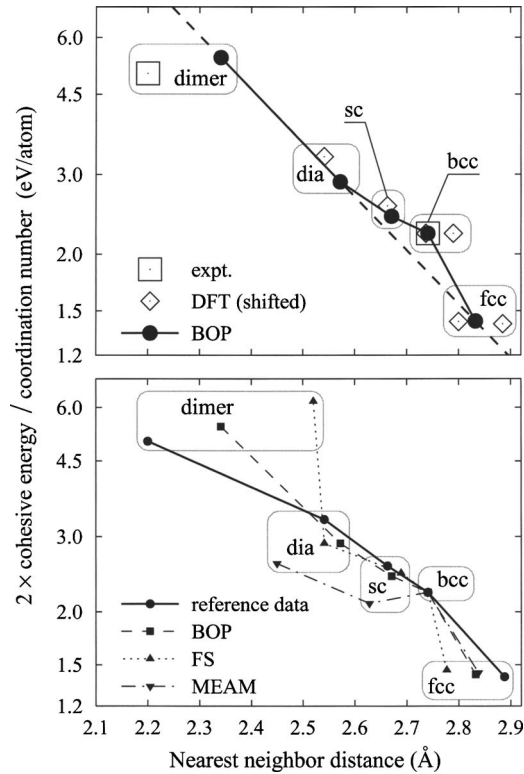 6.0
4.5
3.0
2.0
1.5
1.2
dimer
sc
dia
bcc
fcc
expt.
DFT (shifted)
BOP
2 × cohesive energy / coordination number (eV/atom)
6.0
4.5
3.0
2.0
1.5
1.2
dimer
dia
sc
bcc
fcc
reference data
BOP
FS
MEAM
2.1 2.2 2.3 2.4 2.5 2.6 2.7 2.8 2.9
Nearest neighbor distance (Å)